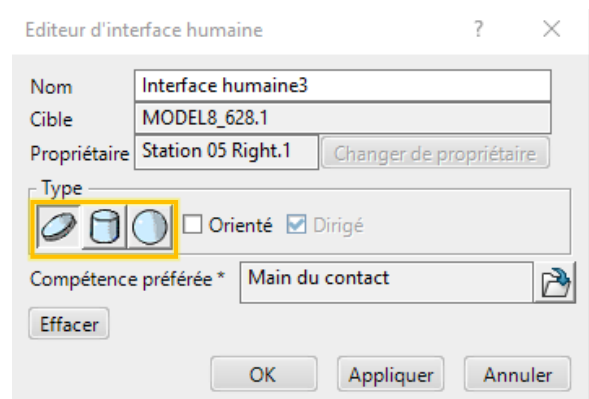 Editeur d'interface humaine ?
Nom Interface humaine3
Cible MODEL8_628.1
Propriétaire Station 05 Right.1 Changer de propriétaire
Type
Orienté Dirigé
Compétence préférée * Main du contact
Effacer
OK Appliquer Annuler